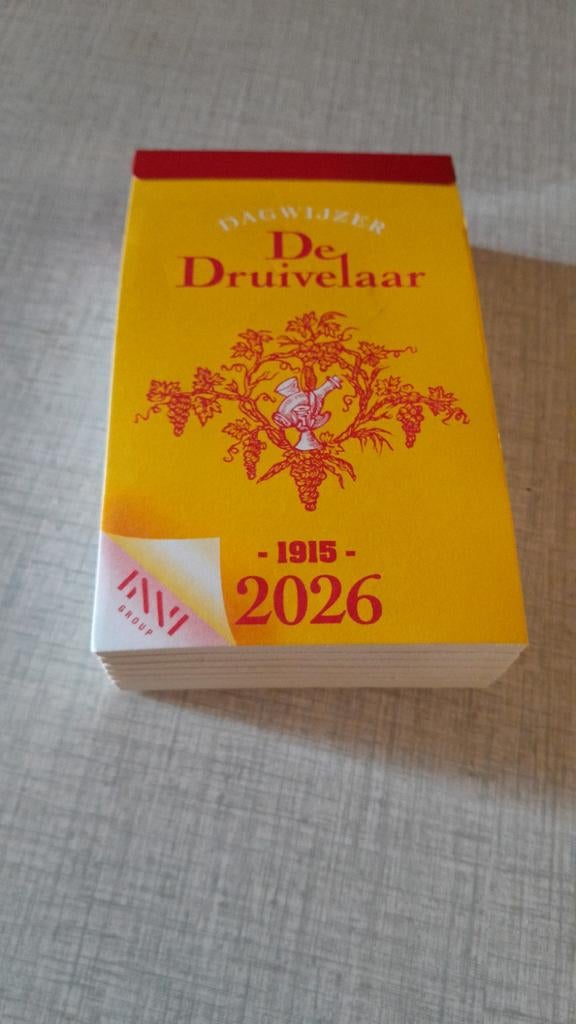 DAGWIJZER
De
Druivelaar
- 1915 -
2026
GROUP